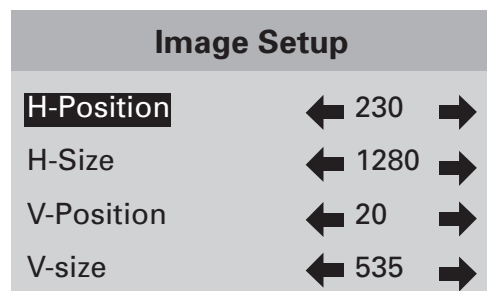 Image Setup
H-Position 230
H-Size 1280
V-Position 20
V-size 535